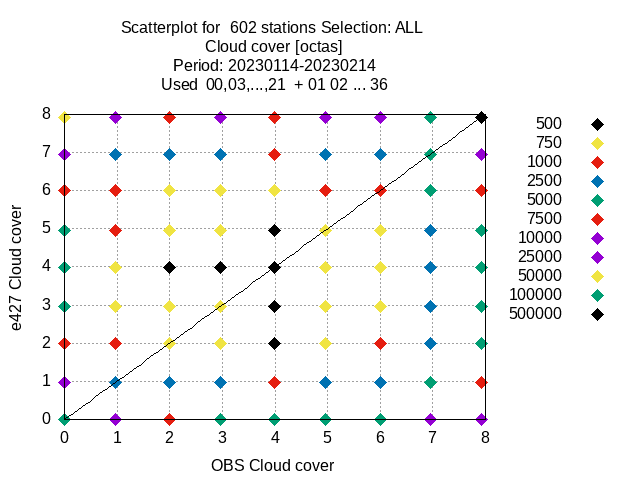 Scatterplot for  602 stations Selection: ALL
Cloud cover [octas]
Period: 20230114-20230214
Used  00,03,...,21  + 01 02 ... 36
8
7
6
5
4
3
2
1
0
e427 Cloud cover
0 1 2 3 4 5 6 7 8
OBS Cloud cover
500
750
1000
2500
5000
7500
10000
25000
50000
100000
500000